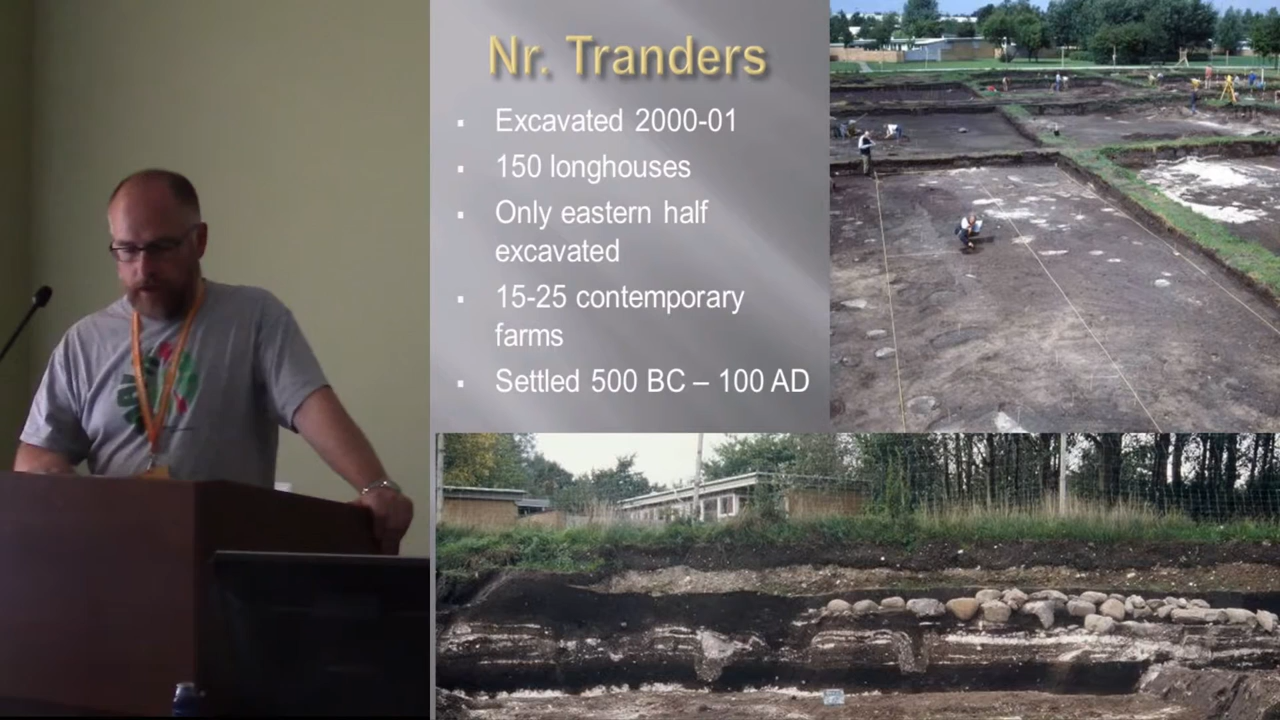 Nr. Tranders
Excavated 2000-01
150 longhouses
Only eastern half
excavated
15-25 contemporary
farms
Settled 500 BC – 100 AD